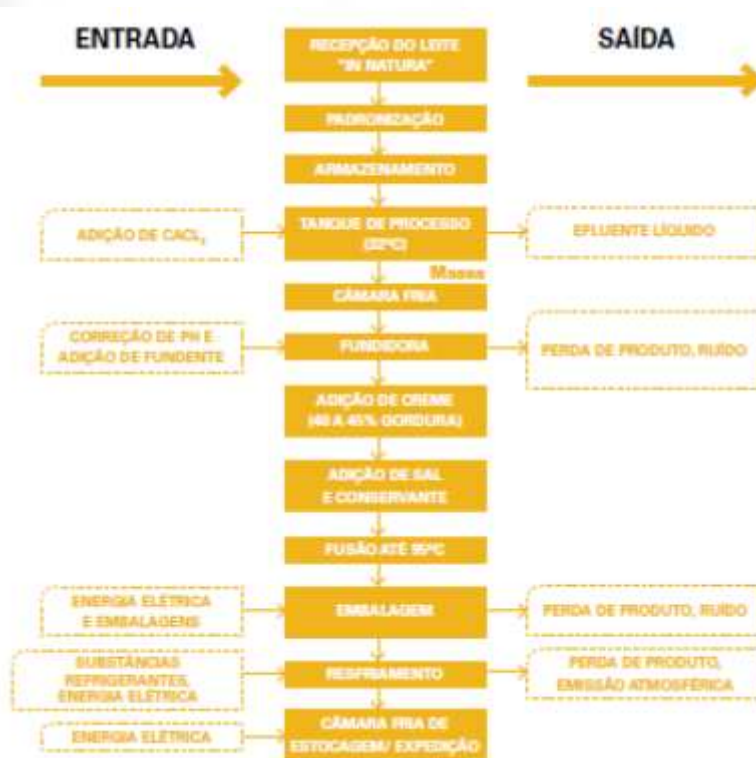 ENTRADA
SAÍDA
RECEPÇÃO DO LEITE
"IN NATURA"
PADRONIZAÇÃO
ARMAZENAMENTO
ADIÇÃO DE CACL₂
TANQUE DE PROCESSO
EFLUENTE LÍQUIDO
Massa
CÂMARA FRIA
CORREÇÃO DE PH E
ADIÇÃO DE FUNDENTE
FUNDIDORA
PERDA DE PRODUTO, RUÍDO
ADIÇÃO DE CREME
(40 A 45% GORDURA)
ADIÇÃO DE SAL
E CONSERVANTE
FUSÃO ATÉ 95ºC
ENERGIA ELÉTRICA
E EMBALAGENS
EMBALAGEM
PERDA DE PRODUTO, RUÍDO
SUBSTÂNCIAS
REFRIGERANTES,
ENERGIA ELÉTRICA
RESFRIAMENTO
PERDA DE PRODUTO,
EMISSÃO ATMOSFÉRICA
ENERGIA ELÉTRICA
CÂMARA FRIA DE
ESTOCAGEM/ EXPEDIÇÃO